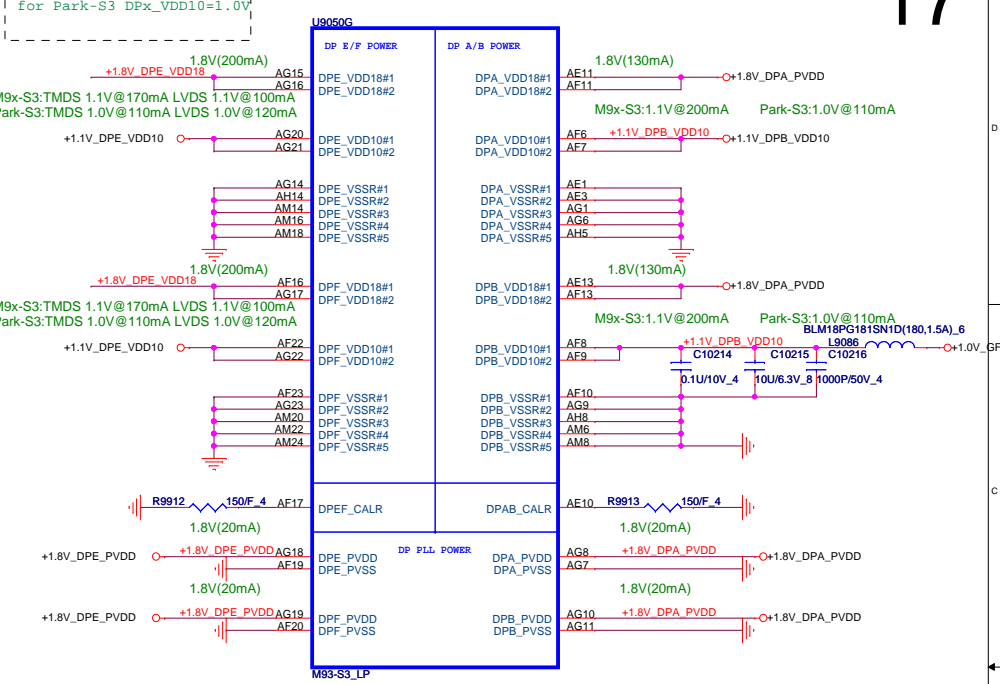 for Park-S3 DPx_VDD10=1.0V
U9050G
DP E/F POWER
DP A/B POWER
1.8V(200mA)
+1.8V_DPE_VDD18
AG15 DPE_VDD18#1
AG16 DPE_VDD18#2
M9x-S3:TMDS 1.1V@170mA LVDS 1.1V@100mA
Park-S3:TMDS 1.0V@110mA LVDS 1.0V@120mA
+1.1V_DPE_VDD10
AG20 DPE_VDD10#1
AG21 DPE_VDD10#2
AG14 DPE_VSSR#1
AH14 DPE_VSSR#2
AM14 DPE_VSSR#3
AM16 DPE_VSSR#4
AM18 DPE_VSSR#5
1.8V(200mA)
+1.8V_DPE_VDD18
AF16 DPF_VDD18#1
AG17 DPF_VDD18#2
M9x-S3:TMDS 1.1V@170mA LVDS 1.1V@100mA
Park-S3:TMDS 1.0V@110mA LVDS 1.0V@120mA
+1.1V_DPE_VDD10
AF22 DPF_VDD10#1
AG22 DPF_VDD10#2
AF23 DPF_VSSR#1
AG23 DPF_VSSR#2
AM20 DPF_VSSR#3
AM22 DPF_VSSR#4
AM24 DPF_VSSR#5
R9912 150/F_4 AF17 DPEF_CALR
1.8V(20mA)
+1.8V_DPE_PVDD +1.8V_DPE_PVDD AG18 DPE_PVDD
AF19 DPE_PVSS
1.8V(20mA)
+1.8V_DPE_PVDD +1.8V_DPE_PVDD AG19 DPF_PVDD
AF20 DPF_PVSS
DP PLL POWER
17
1.8V(130mA)
DPA_VDD18#1 AE11 +1.8V_DPA_PVDD
DPA_VDD18#2 AF11
M9x-S3:1.1V@200mA Park-S3:1.0V@110mA
DPA_VDD10#1 AF6 +1.1V_DPB_VDD10 +1.1V_DPB_VDD10
DPA_VDD10#2 AF7
DPA_VSSR#1 AE1
DPA_VSSR#2 AE3
DPA_VSSR#3 AG1
DPA_VSSR#4 AG6
DPA_VSSR#5 AH5
1.8V(130mA)
DPB_VDD18#1 AE13 +1.8V_DPA_PVDD
DPB_VDD18#2 AF13
M9x-S3:1.1V@200mA Park-S3:1.0V@110mA
BLM18PG181SN1D(180,1.5A)_6
DPB_VDD10#1 AF8 +1.1V_DPB_VDD10 L9086 +1.0V_GF
DPB_VDD10#2 AF9 C10214 C10215 C10216
0.1U/10V_4 10U/6.3V_8 1000P/50V_4
DPB_VSSR#1 AF10
DPB_VSSR#2 AG9
DPB_VSSR#3 AH8
DPB_VSSR#4 AM6
DPB_VSSR#5 AM8
DPAB_CALR AE10 R9913 150/F_4
1.8V(20mA)
DPA_PVDD AG8 +1.8V_DPA_PVDD +1.8V_DPA_PVDD
DPA_PVSS AG7
1.8V(20mA)
DPB_PVDD AG10 +1.8V_DPA_PVDD +1.8V_DPA_PVDD
DPB_PVSS AG11
M93-S3_LP
D
C